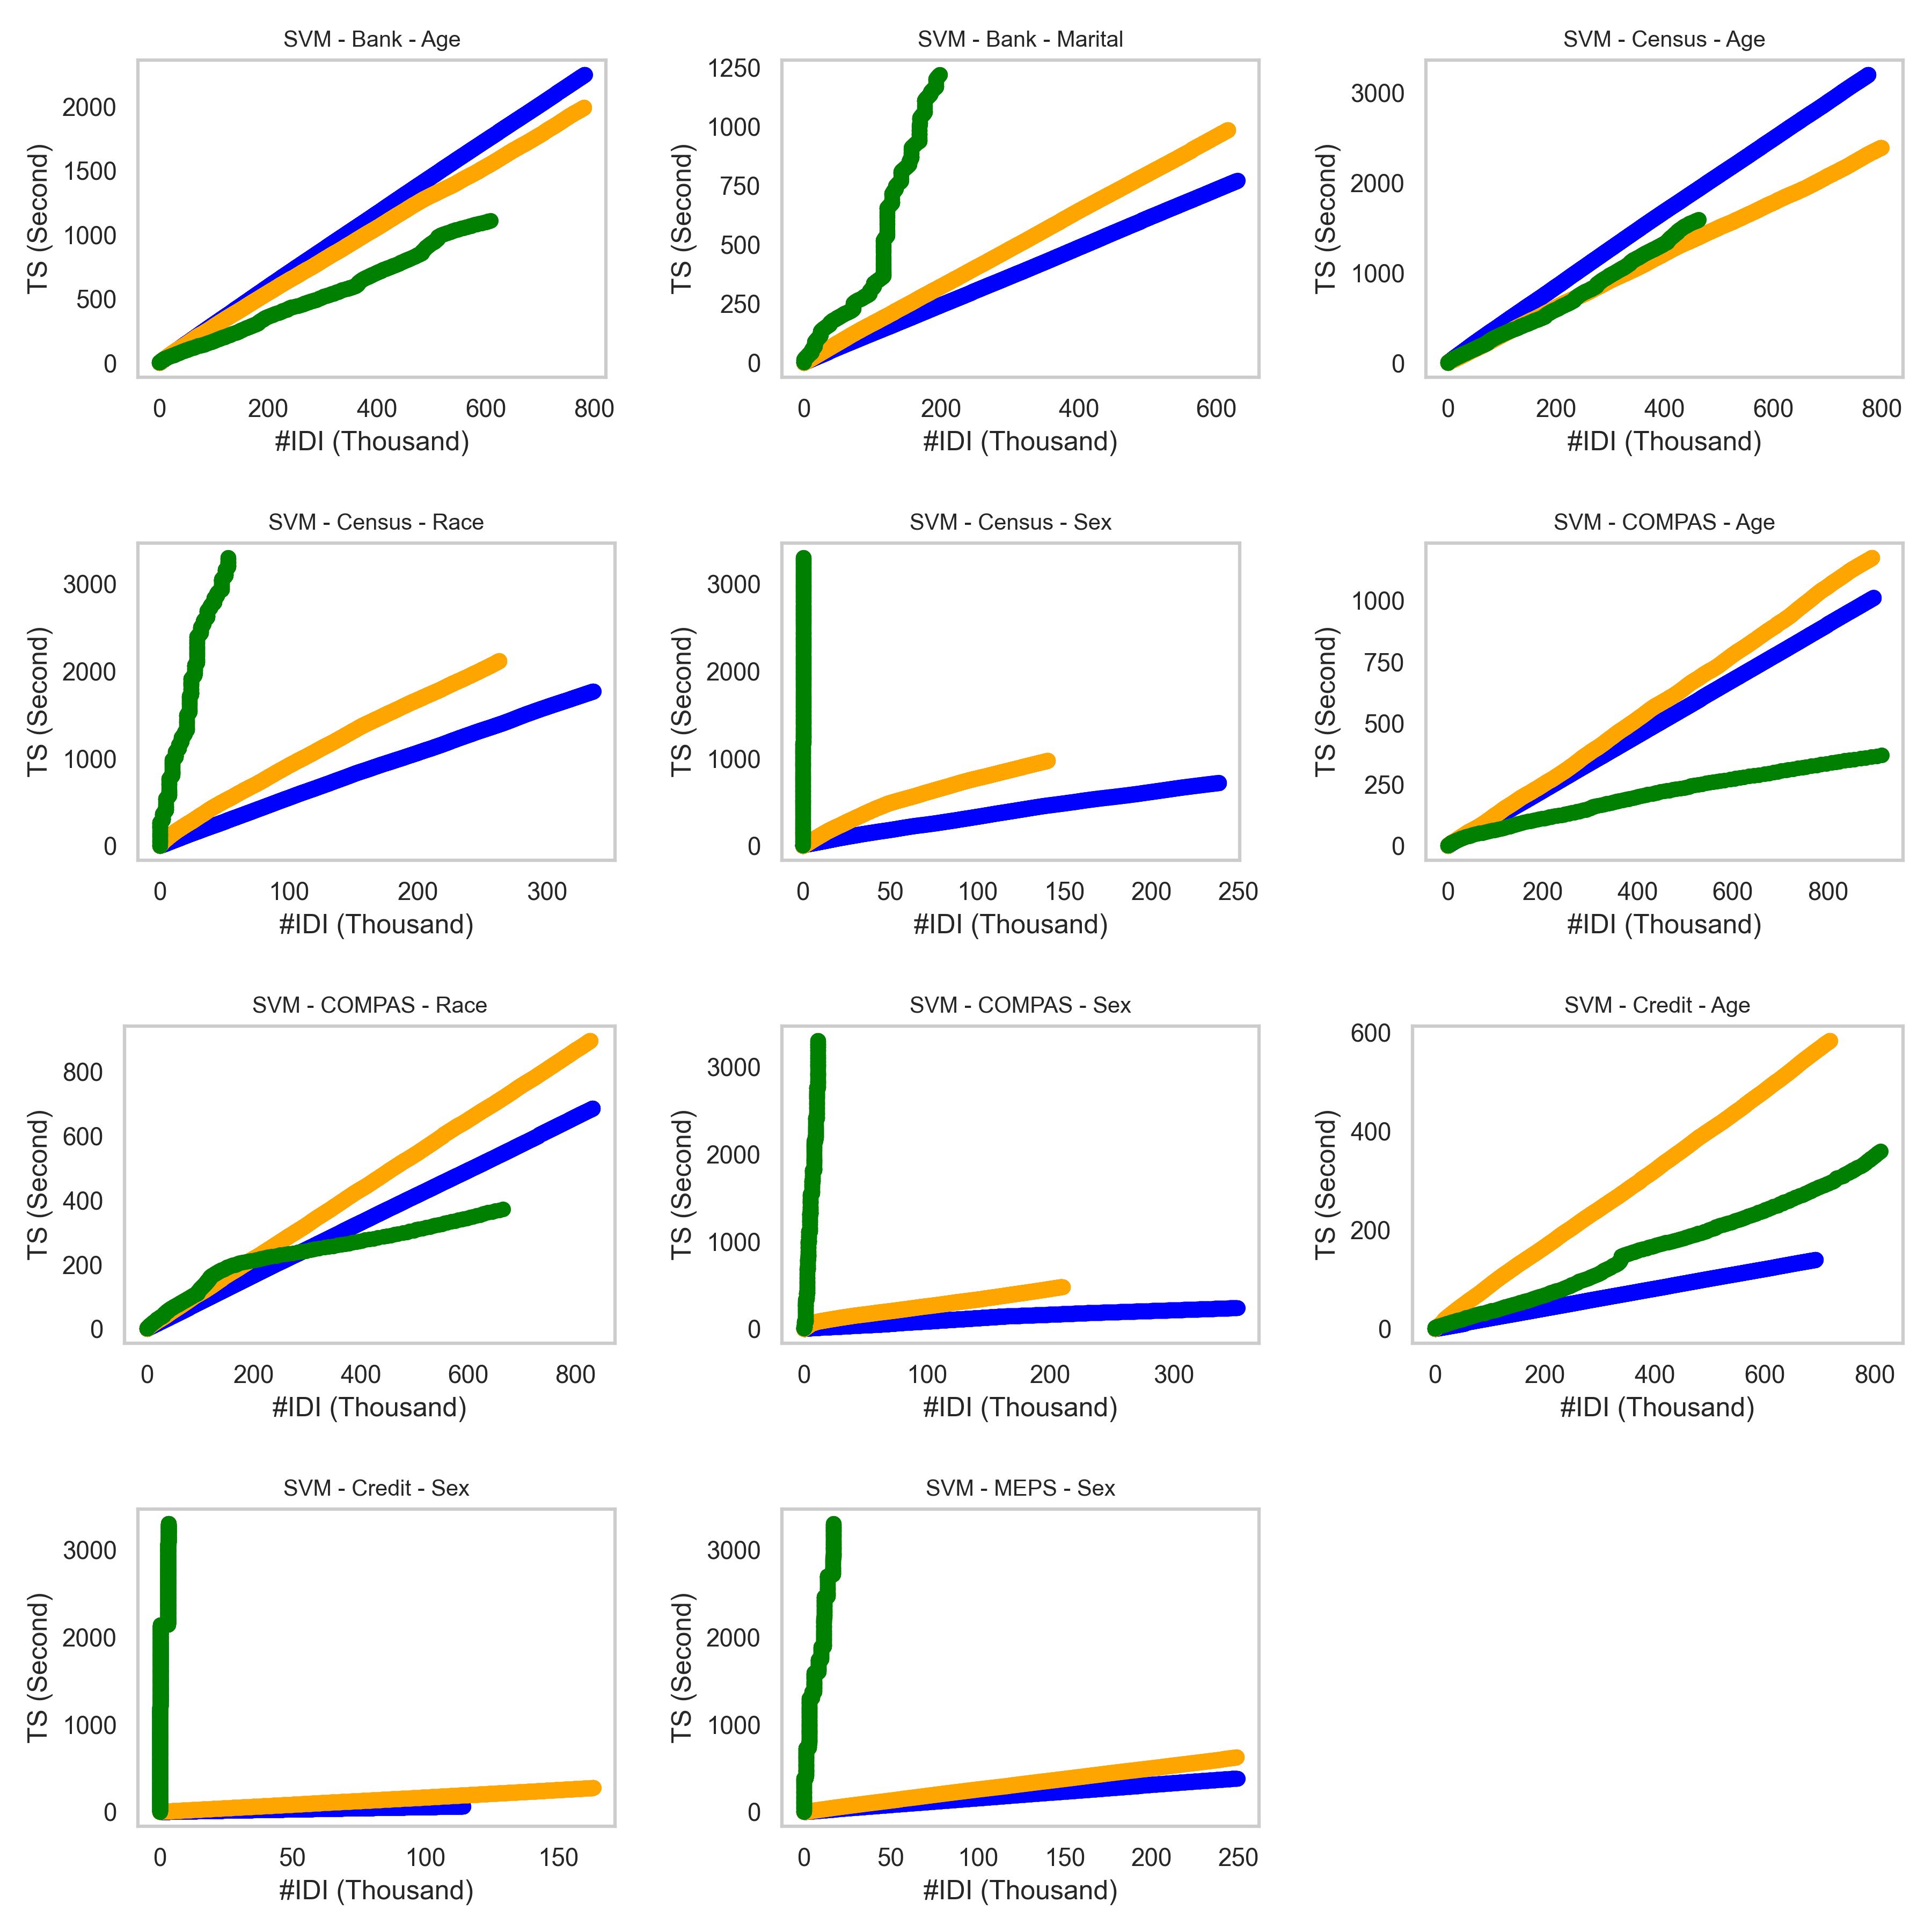 SVM - Bank - Age
TS (Second)
2000
1500
1000
500
0
0 200 400 600 800
#IDI (Thousand)
SVM - Bank - Marital
TS (Second)
1250
1000
750
500
250
0
0 200 400 600
#IDI (Thousand)
SVM - Census - Age
TS (Second)
3000
2000
1000
0
0 200 400 600 800
#IDI (Thousand)
SVM - Census - Race
TS (Second)
3000
2000
1000
0
0 100 200 300
#IDI (Thousand)
SVM - Census - Sex
TS (Second)
3000
2000
1000
0
0 50 100 150 200 250
#IDI (Thousand)
SVM - COMPAS - Age
TS (Second)
1000
750
500
250
0
0 200 400 600 800
#IDI (Thousand)
SVM - COMPAS - Race
TS (Second)
800
600
400
200
0
0 200 400 600 800
#IDI (Thousand)
SVM - COMPAS - Sex
TS (Second)
3000
2000
1000
0
0 100 200 300
#IDI (Thousand)
SVM - Credit - Age
TS (Second)
600
400
200
0
0 200 400 600 800
#IDI (Thousand)
SVM - Credit - Sex
TS (Second)
3000
2000
1000
0
0 50 100 150
#IDI (Thousand)
SVM - MEPS - Sex
TS (Second)
3000
2000
1000
0
0 50 100 150 200 250
#IDI (Thousand)